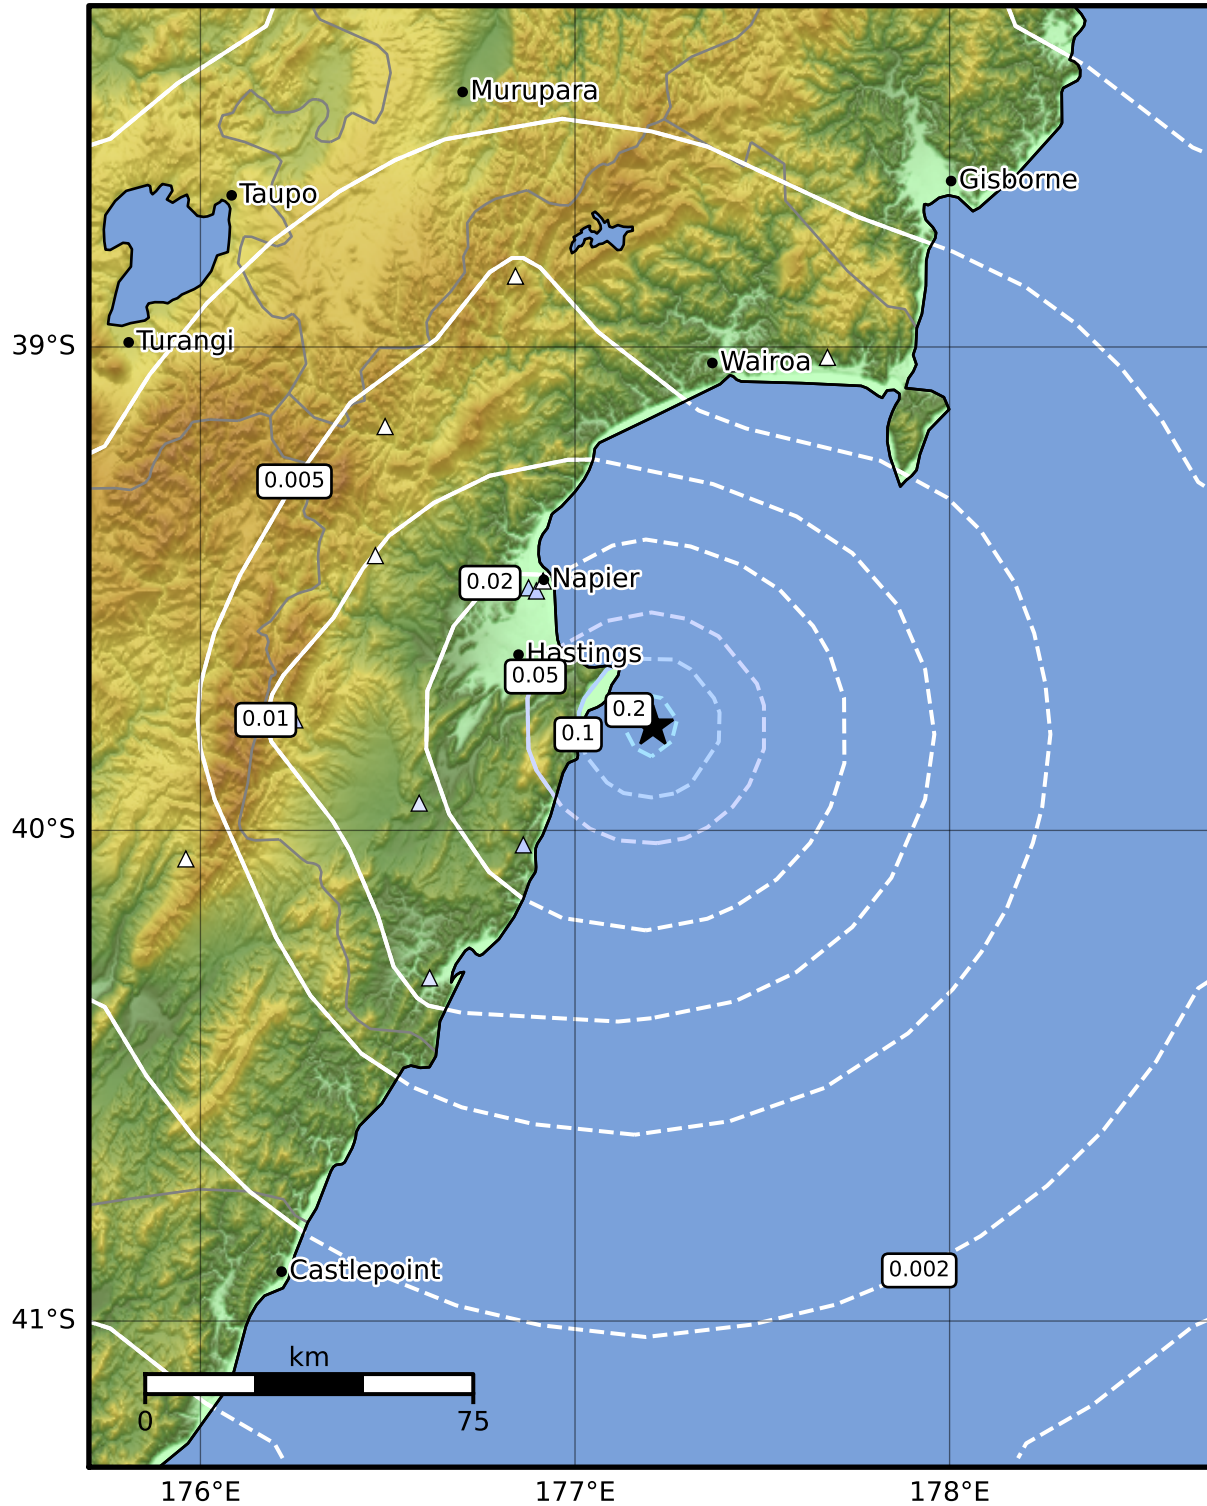 Murupara
Gisborne
Taupo
Turangi
39°S
Wairoa
0.005
0.02
Napier
Hastings
0.05
0.2
0.01
0.1
40°S
0.002
Castlepoint
41°S
km
0
75
176°E
177°E
178°E